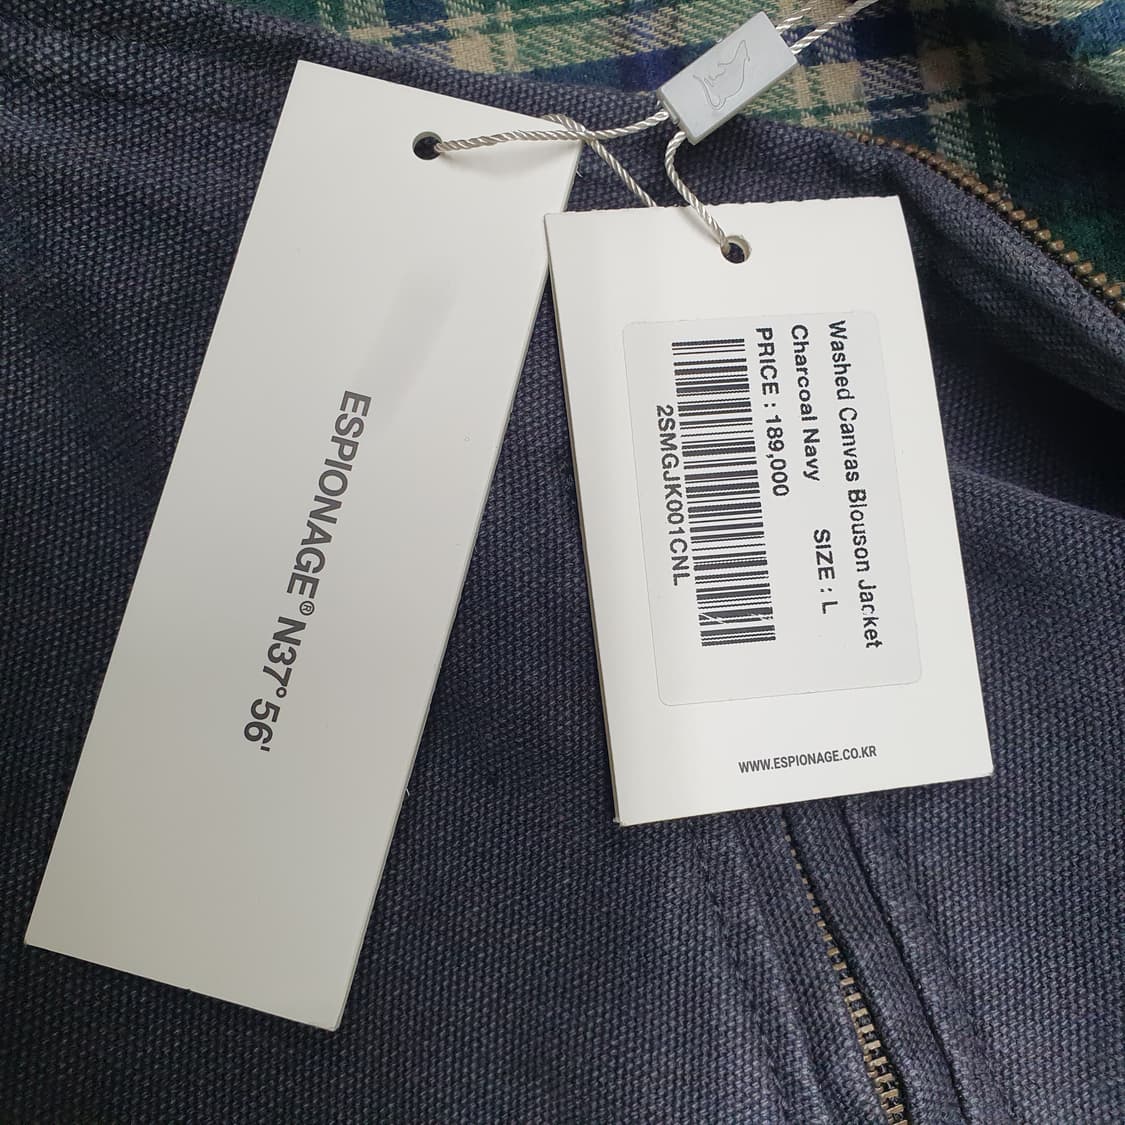 ESPIONAGE® N37° 56'
Washed Canvas Blouson Jacket
Charcoal Navy SIZE : L
PRICE : 189,000
2SMGJK001CNL
WWW.ESPIONAGE.CO.KR